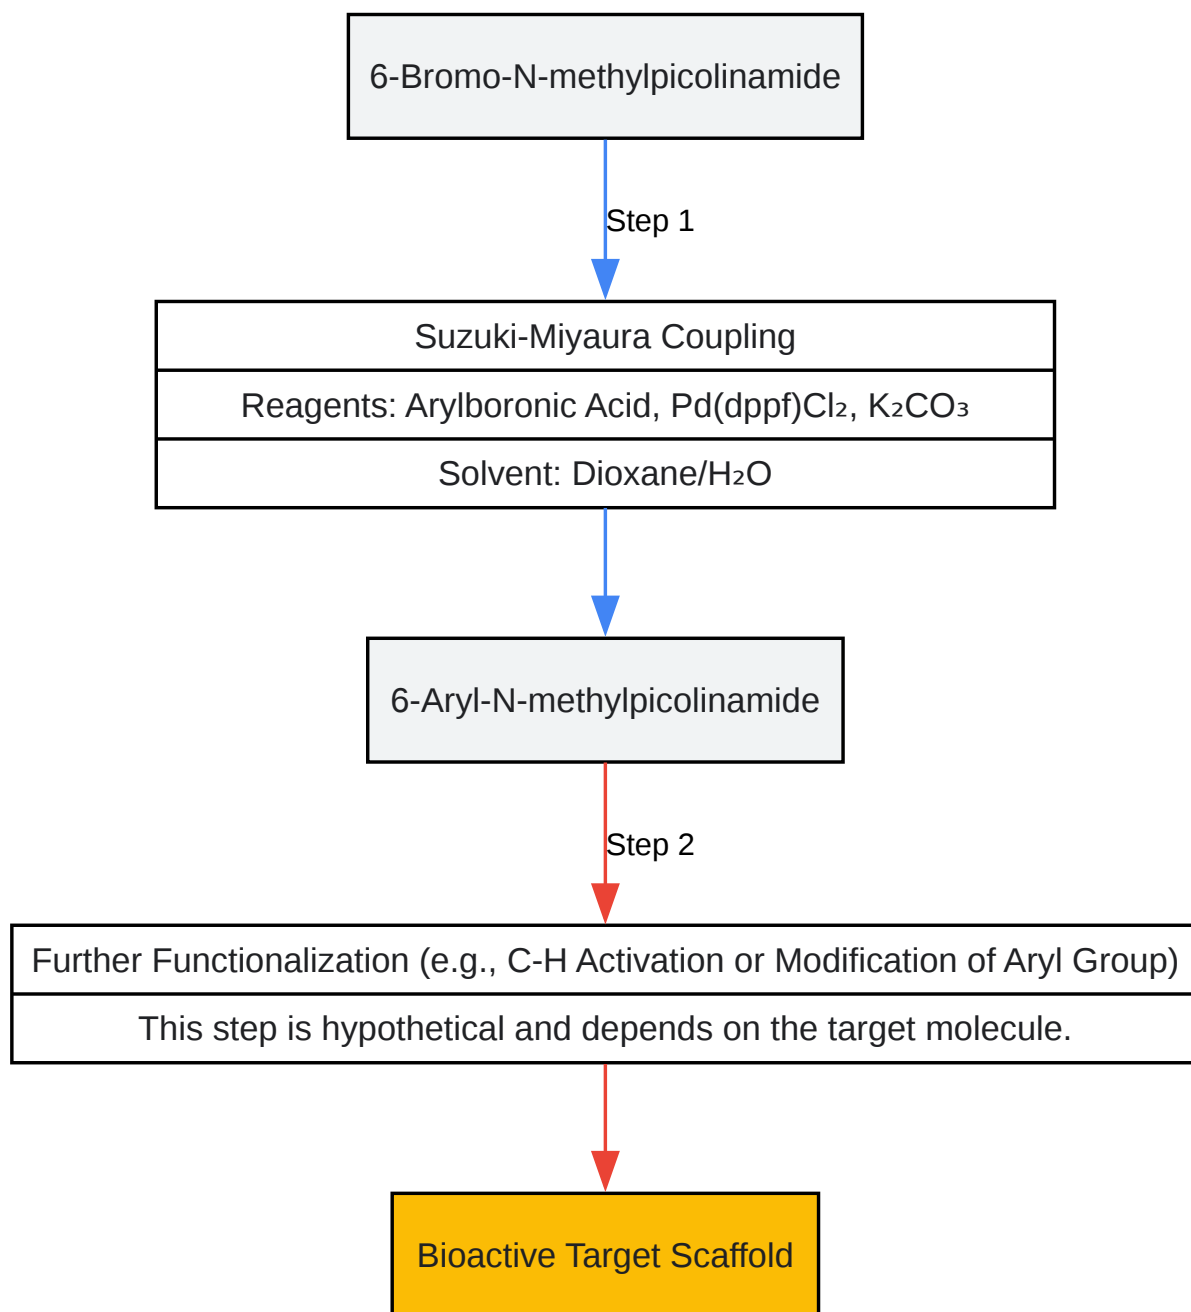 6-Bromo-N-methylpicolinamide
Step 1
Suzuki-Miyaura Coupling
Reagents: Arylboronic Acid, Pd(dppf)Cl₂, K₂CO₃
Solvent: Dioxane/H₂O
6-Aryl-N-methylpicolinamide
Step 2
Further Functionalization (e.g., C-H Activation or Modification of Aryl Group)
This step is hypothetical and depends on the target molecule.
Bioactive Target Scaffold